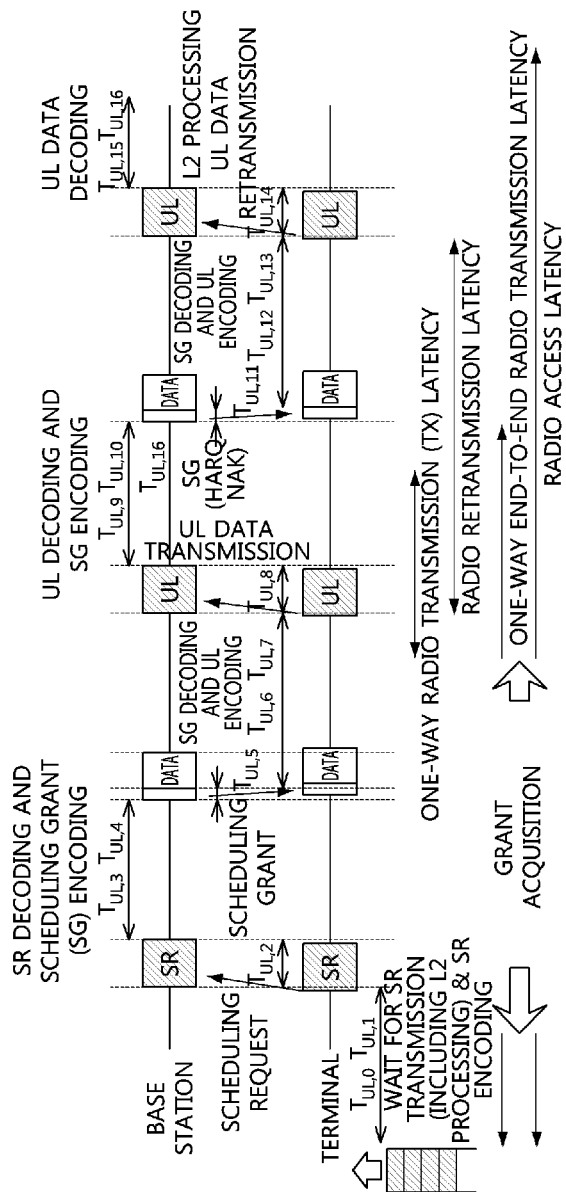 SR DECODING AND
SCHEDULING GRANT
(SG) ENCODING
T_UL,3 T_UL,4
UL DECODING AND
SG ENCODING
T_UL,9 T_UL,10
T_UL,16
UL DATA
DECODING
T_UL,15 T_UL,16
BASE
STATION
SR
DATA
UL
DATA
UL
SCHEDULING
REQUEST
T_UL,2
SCHEDULING
GRANT
T_UL,5
SG DECODING
AND UL
ENCODING
T_UL,6 T_UL,7
UL DATA
TRANSMISSION
T_UL,8
SG
(HARQ
NAK)
T_UL,11
SG DECODING
AND UL
ENCODING
T_UL,12 T_UL,13
L2 PROCESSING
UL DATA
RETRANSMISSION
T_UL,14
TERMINAL
SR
DATA
UL
DATA
UL
T_UL,0 T_UL,1
WAIT FOR SR
TRANSMISSION
(INCLUDING L2
PROCESSING) & SR
ENCODING
ONE-WAY RADIO TRANSMISSION (TX) LATENCY
RADIO RETRANSMISSION LATENCY
GRANT
ACQUISITION
ONE-WAY END-TO-END RADIO TRANSMISSION LATENCY
RADIO ACCESS LATENCY